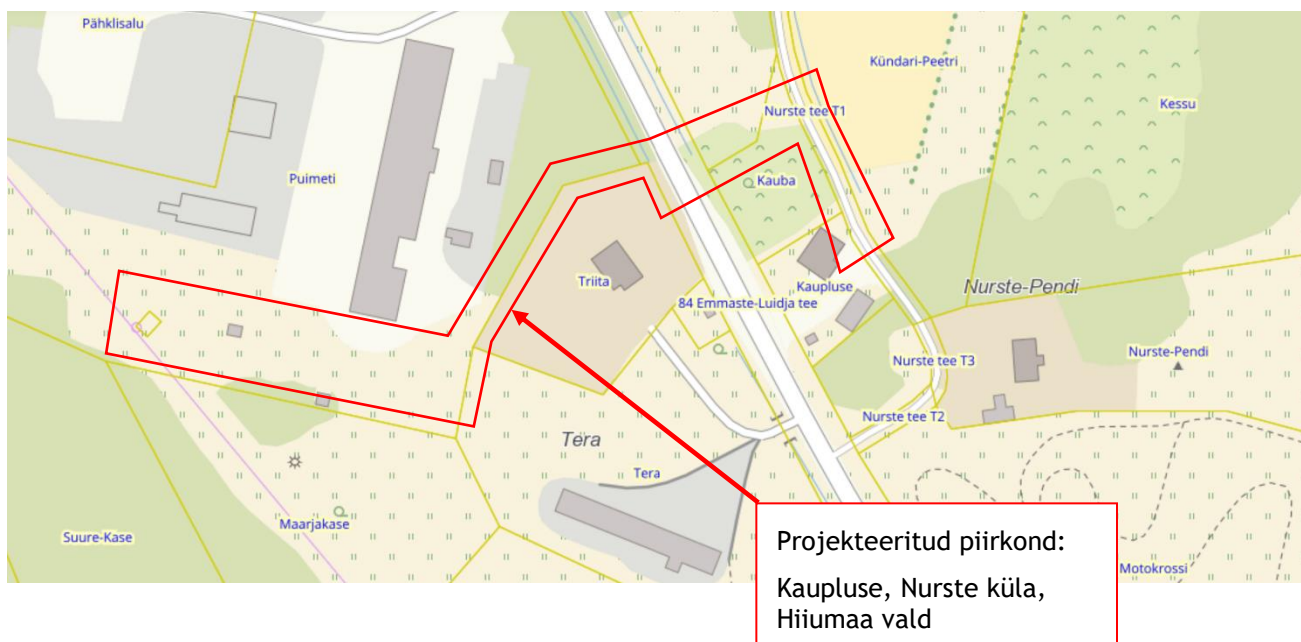 Pähklisalu
Kündari-Peetri
Kessu
Nurste tee T1
Puimeti
Kauba
Triita
Kaupluse
Nurste-Pendi
84 Emmaste-Luidja tee
Nurste-Pendi
Nurste tee T3
Nurste tee T2
Tera
Tera
Maarjakase
Suure-Kase
Motokrossi
Projekteeritud piirkond:
Kaupluse, Nurste küla,
Hiiumaa vald